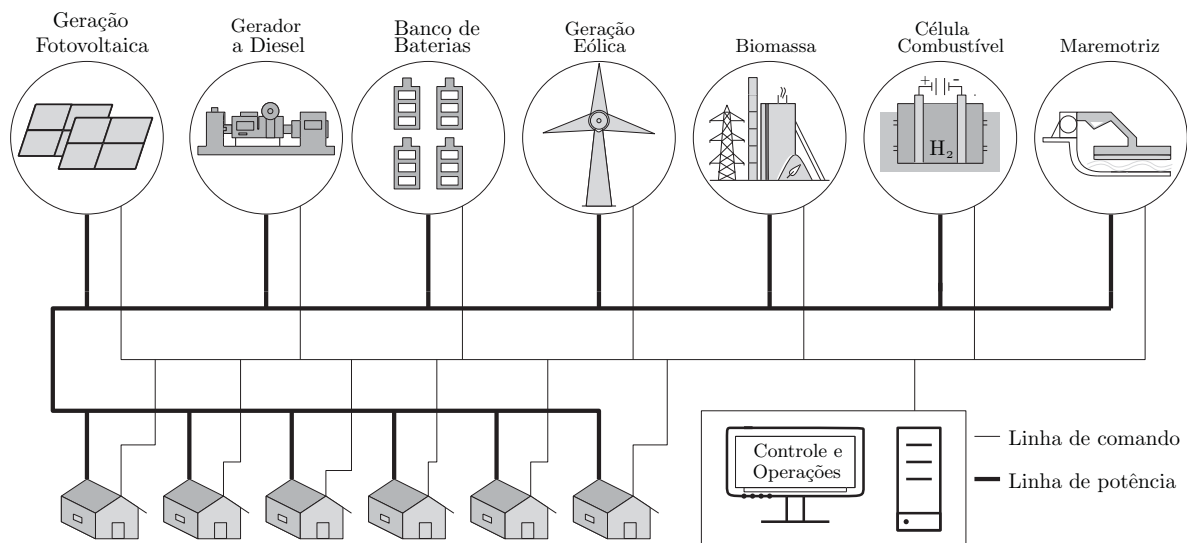 Geração
Fotovoltaica
Gerador
a Diesel
Banco de
Baterias
Geração
Eólica
Biomassa
Célula
Combustível
Maremotriz
+ -
H₂
Controle e
Operações
Linha de comando
Linha de potência